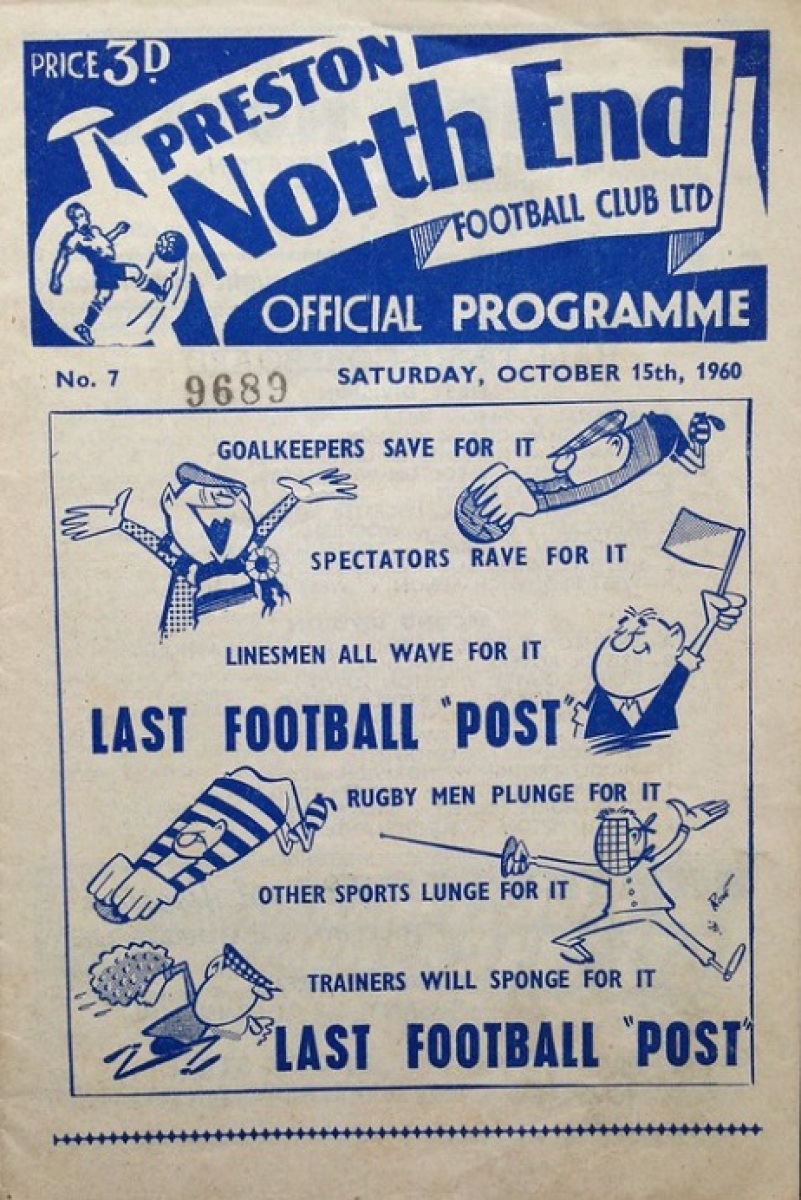 PRICE 3D
PRESTON
North End
FOOTBALL CLUB LTD
OFFICIAL PROGRAMME
No. 7
9689
SATURDAY, OCTOBER 15th, 1960
GOALKEEPERS SAVE FOR IT
SPECTATORS RAVE FOR IT
LINESMEN ALL WAVE FOR IT
LAST FOOTBALL "POST"
RUGBY MEN PLUNGE FOR IT
OTHER SPORTS LUNGE FOR IT
TRAINERS WILL SPONGE FOR IT
LAST FOOTBALL "POST"